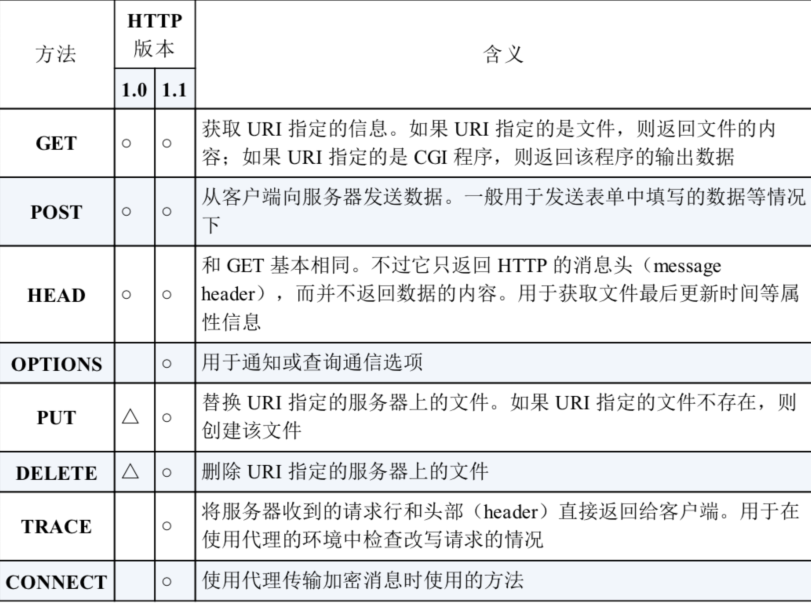 方法
HTTP
版本
含义
1.0 1.1
GET ○ ○ 获取 URI 指定的信息。如果 URI 指定的是文件，则返回文件的内
容；如果 URI 指定的是 CGI 程序，则返回该程序的输出数据
POST ○ ○ 从客户端向服务器发送数据。一般用于发送表单中填写的数据等情况
下
HEAD ○ ○ 和 GET 基本相同。不过它只返回 HTTP 的消息头（message
header），而并不返回数据的内容。用于获取文件最后更新时间等属
性信息
OPTIONS ○ 用于通知或查询通信选项
PUT △ ○ 替换 URI 指定的服务器上的文件。如果 URI 指定的文件不存在，则
创建该文件
DELETE △ ○ 删除 URI 指定的服务器上的文件
TRACE ○ 将服务器收到的请求行和头部（header）直接返回给客户端。用于在
使用代理的环境中检查改写请求的情况
CONNECT ○ 使用代理传输加密消息时使用的方法